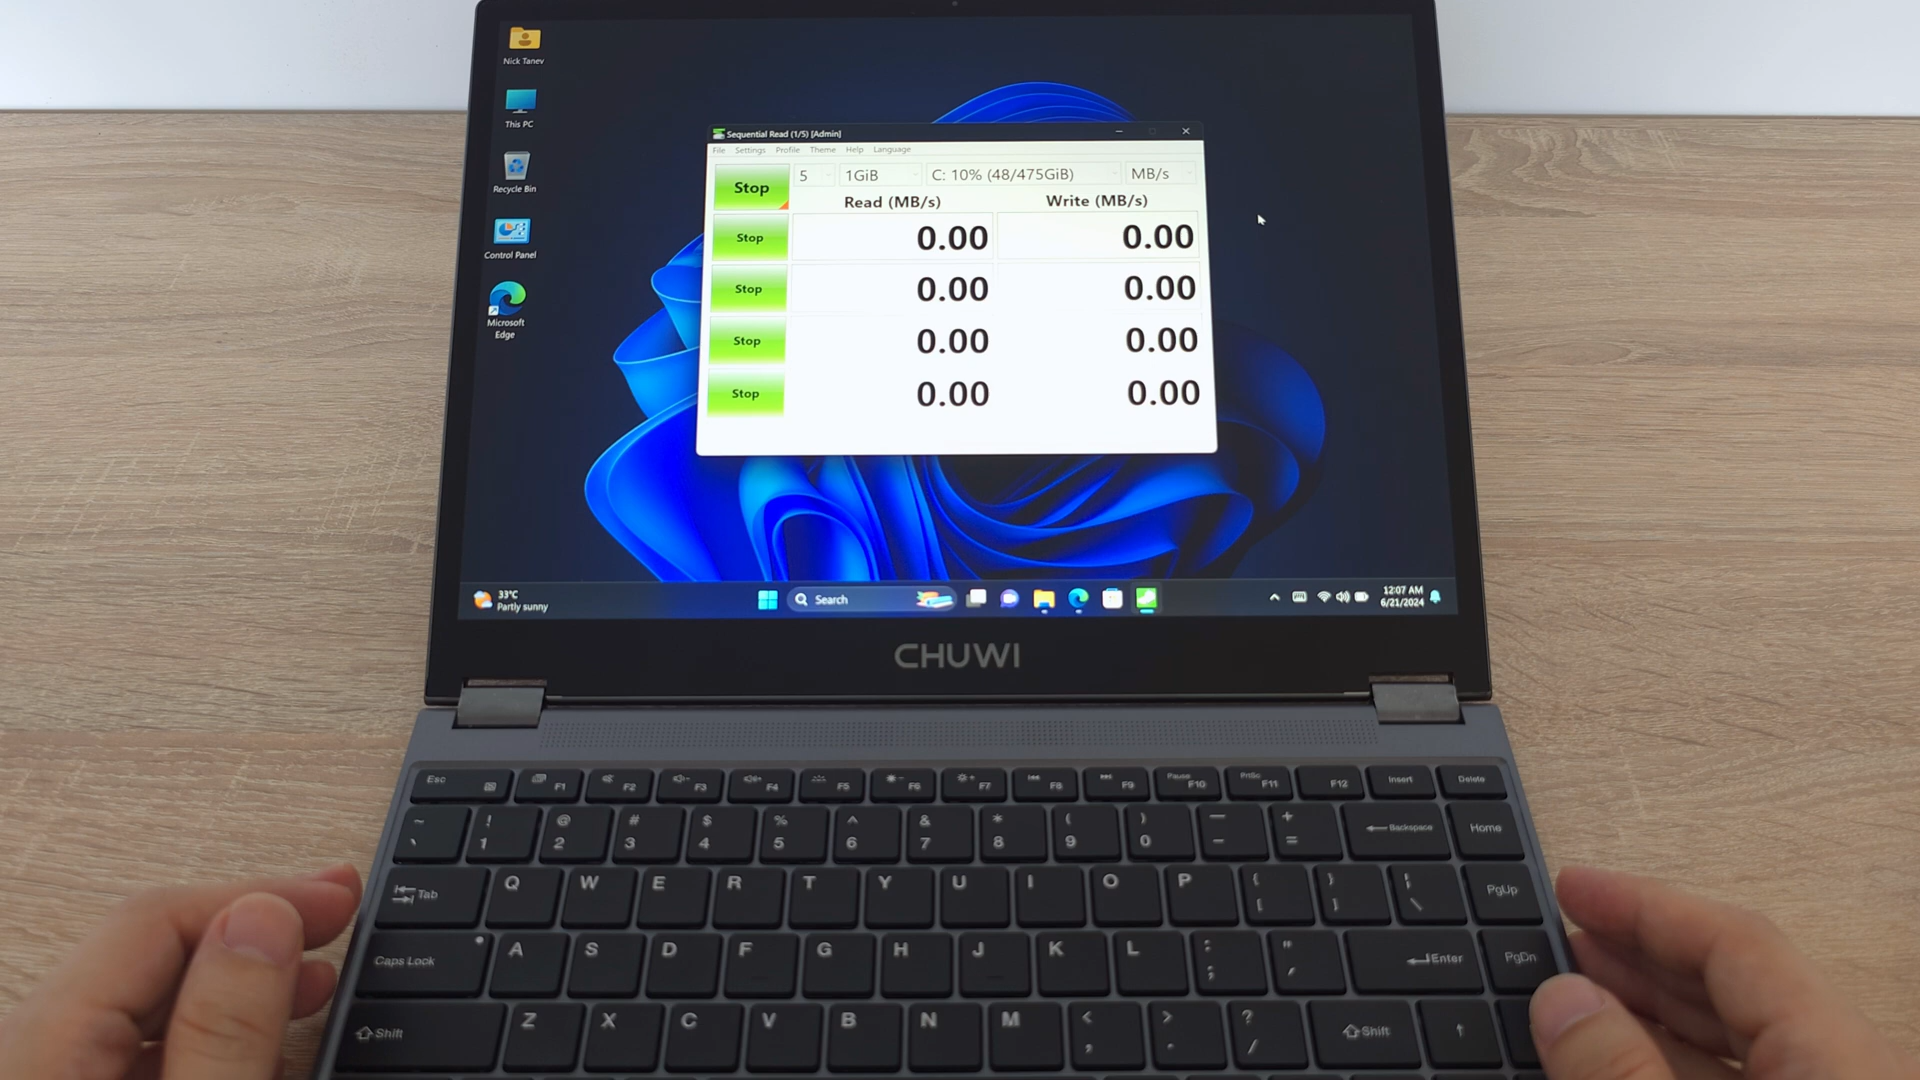 Nick Tanev
This PC
Recycle Bin
Control Panel
Microsoft
Edge
Sequential Read (1/5) [Admin]
File Settings Profile Theme Help Language
Stop 5 1GiB C: 10% (48/475GiB) MB/s
Read (MB/s) Write (MB/s)
Stop 0.00 0.00
Stop 0.00 0.00
Stop 0.00 0.00
Stop 0.00 0.00
33°C
Partly sunny
Search
12:07 AM
6/21/2024
CHUWI
Esc F1 F2 F3 F4 F5 F6 F7 F8 F9 Pause F10 PrtSc F11 F12 Insert Delete
~ ! @ # $ % ^ & * ( ) — +
` 1 2 3 4 5 6 7 8 9 0 - = Backspace Home
Tab Q W E R T Y U I O P { [ } ] | \ PgUp
Caps Lock A S D F G H J K L : ; " ' Enter PgDn
Shift Z X C V B N M < , > . ? / Shift ↑